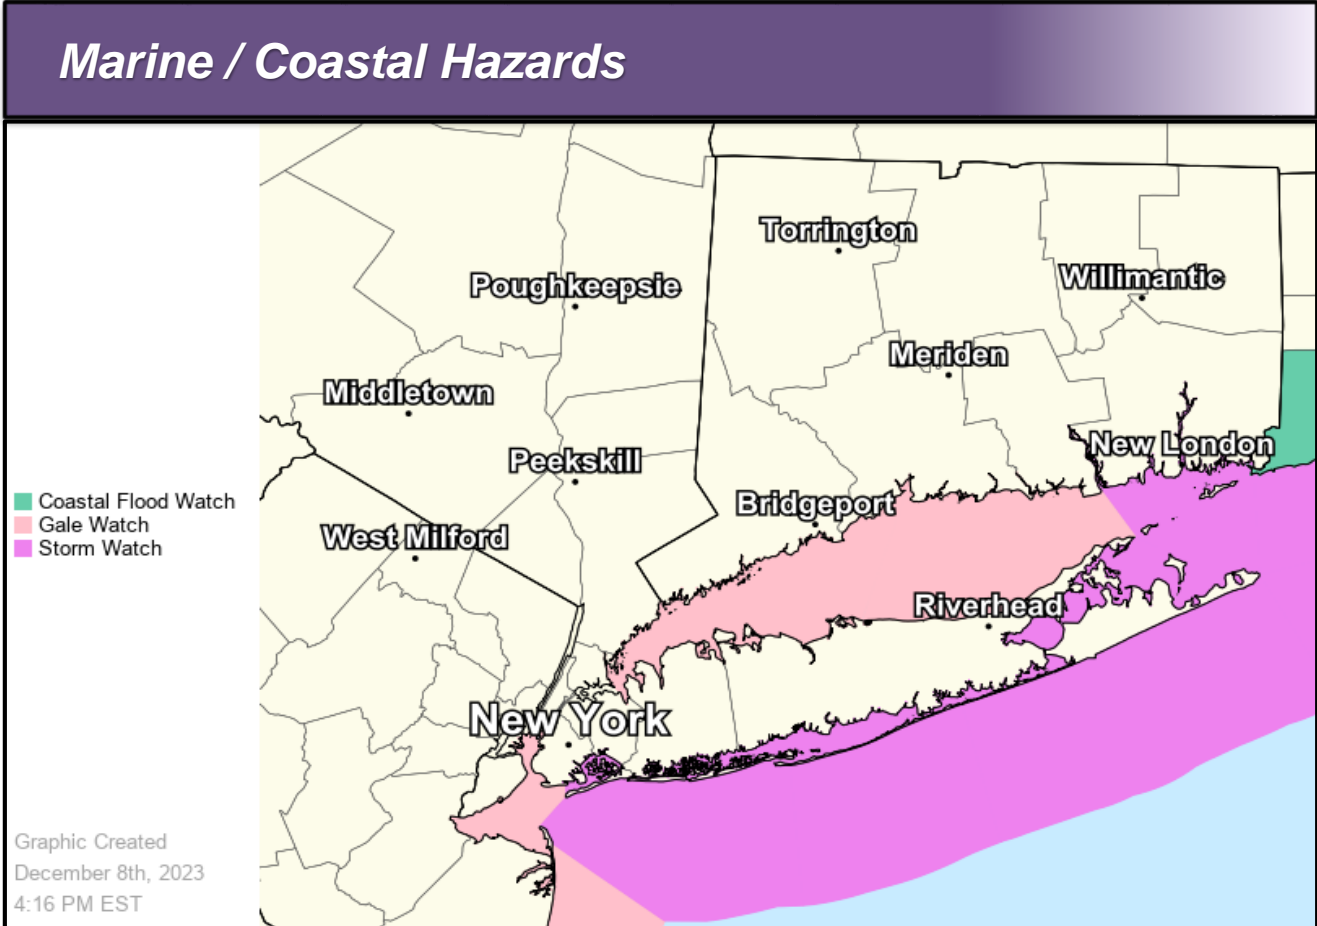 Marine / Coastal Hazards
Torrington
Poughkeepsie
Willimantic
Meriden
Middletown
New London
Peekskill
Bridgeport
West Milford
Riverhead
New York
Coastal Flood Watch
Gale Watch
Storm Watch
Graphic Created
December 8th, 2023
4:16 PM EST